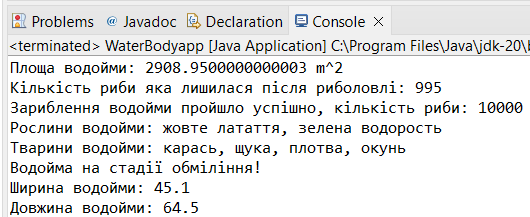 Problems @ Javadoc Declaration Console
<terminated> WaterBodyapp [Java Application] C:\Program Files\Java\jdk-20\
Площа водойми: 2908.9500000000003 m^2
Кількість риби яка лишилася після риболовлі: 995
Зариблення водойми пройшло успішно, кількість риби: 10000
Рослини водойми: жовте латаття, зелена водорость
Тварини водойми: карась, щука, плотва, окунь
Водойма на стадії обміління!
Ширина водойми: 45.1
Довжина водойми: 64.5